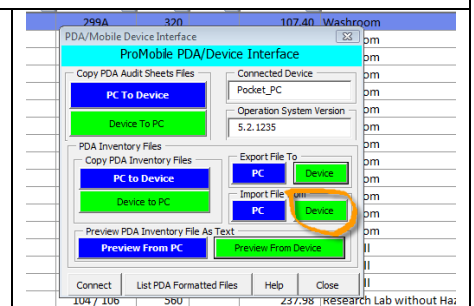 299A 320 107.40 Washroom
PDA/Mobile Device Interface
ProMobile PDA/Device Interface
Copy PDA Audit Sheets Files
Connected Device
PC To Device
Pocket_PC
Operation System Version
Device To PC
5.2.1235
PDA Inventory Files
Copy PDA Inventory Files
Export File To
PC to Device
PC Device
Device to PC
Import File
PC Device
Preview PDA Inventory File As Text
Preview From PC Preview From Device
Connect List PDA Formatted Files Help Close
104 / 106 560 237.98 Research Lab without Ha